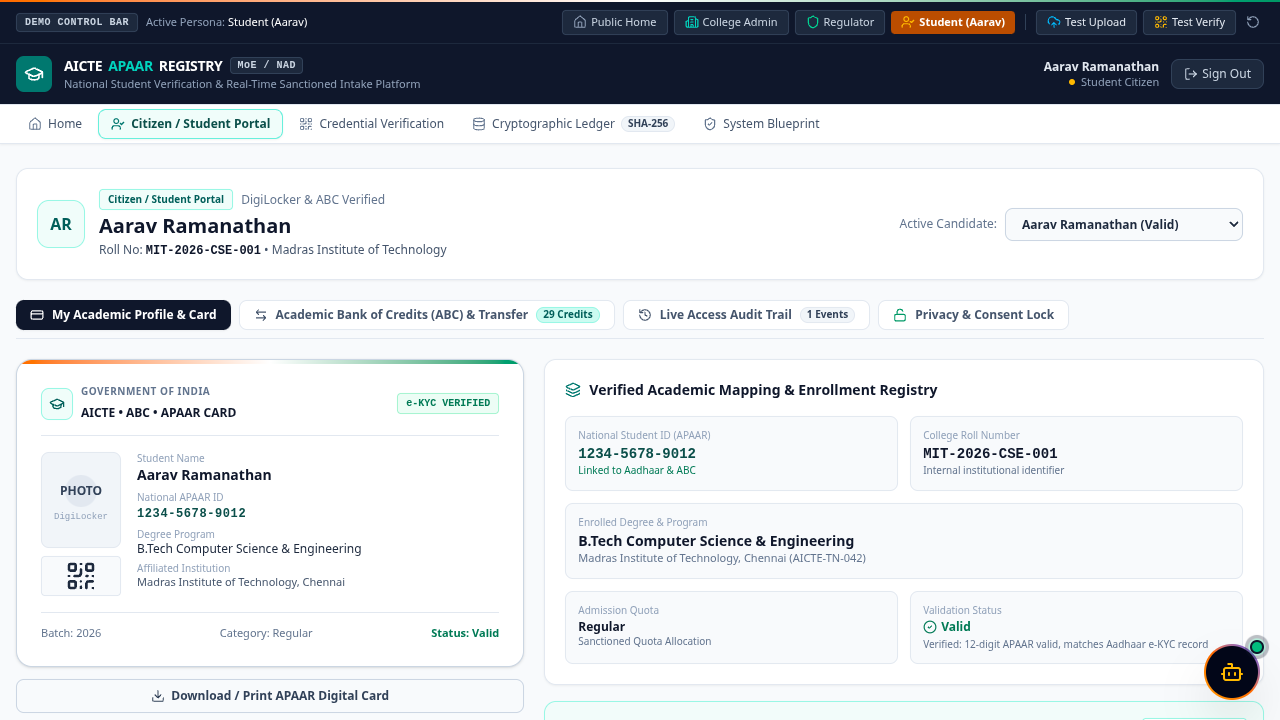 DEMO CONTROL BAR Active Persona: Student (Aarav) Public Home College Admin Regulator Student (Aarav) Test Upload Test Verify
AICTE APAAR REGISTRY MoE / NAD
National Student Verification & Real-Time Sanctioned Intake Platform
Aarav Ramanathan
Student Citizen
Sign Out
Home Citizen / Student Portal Credential Verification Cryptographic Ledger SHA-256 System Blueprint
AR
Citizen / Student Portal DigiLocker & ABC Verified
Aarav Ramanathan
Roll No: MIT-2026-CSE-001 • Madras Institute of Technology
Active Candidate: Aarav Ramanathan (Valid)
My Academic Profile & Card Academic Bank of Credits (ABC) & Transfer 29 Credits Live Access Audit Trail 1 Events Privacy & Consent Lock
GOVERNMENT OF INDIA
AICTE • ABC • APAAR CARD
e-KYC VERIFIED
PHOTO
DigiLocker
Student Name
Aarav Ramanathan
National APAAR ID
1234-5678-9012
Degree Program
B.Tech Computer Science & Engineering
Affiliated Institution
Madras Institute of Technology, Chennai
Batch: 2026 Category: Regular Status: Valid
Download / Print APAAR Digital Card
Verified Academic Mapping & Enrollment Registry
National Student ID (APAAR)
1234-5678-9012
Linked to Aadhaar & ABC
College Roll Number
MIT-2026-CSE-001
Internal institutional identifier
Enrolled Degree & Program
B.Tech Computer Science & Engineering
Madras Institute of Technology, Chennai (AICTE-TN-042)
Admission Quota
Regular
Sanctioned Quota Allocation
Validation Status
Valid
Verified: 12-digit APAAR valid, matches Aadhaar e-KYC record